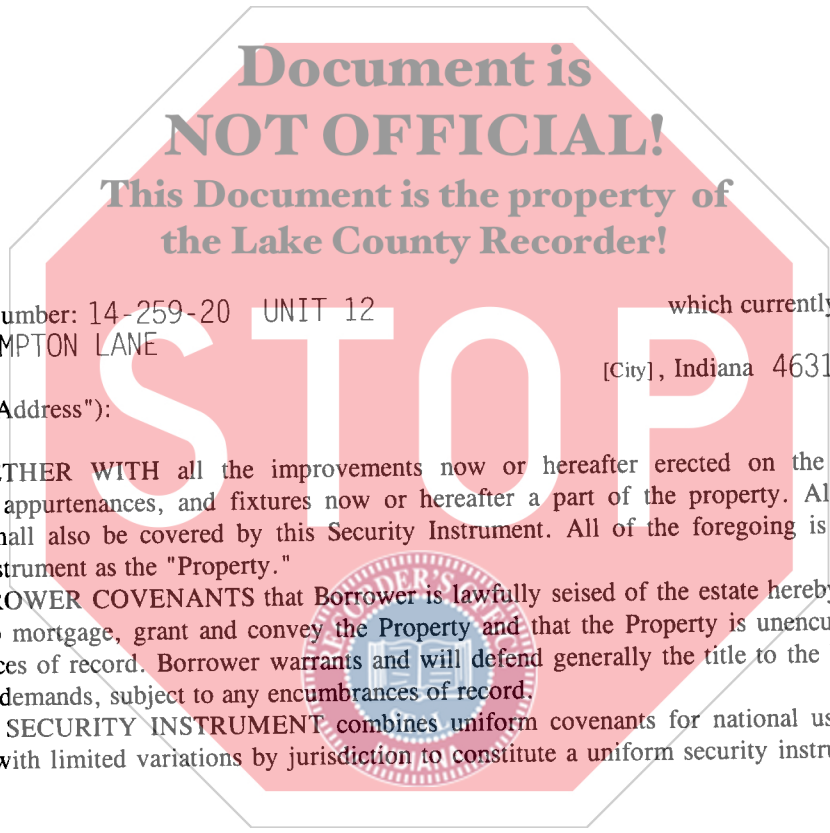 Document is
NOT OFFICIAL!
This Document is the property of
the Lake County Recorder!
STOP
umber: 14-259-20 UNIT 12 which currently
MPTON LANE
[City], Indiana 4631
Address"):
THER WITH all the improvements now or hereafter erected on the
appurtenances, and fixtures now or hereafter a part of the property. Al
hall also be covered by this Security Instrument. All of the foregoing is
strument as the "Property."
ROWER COVENANTS that Borrower is lawfully seised of the estate hereby
mortgage, grant and convey the Property and that the Property is unencu
ces of record. Borrower warrants and will defend generally the title to the
demands, subject to any encumbrances of record.
SECURITY INSTRUMENT combines uniform covenants for national us
with limited variations by jurisdiction to constitute a uniform security instru
RECORDER'S OFFICE
INDIANA